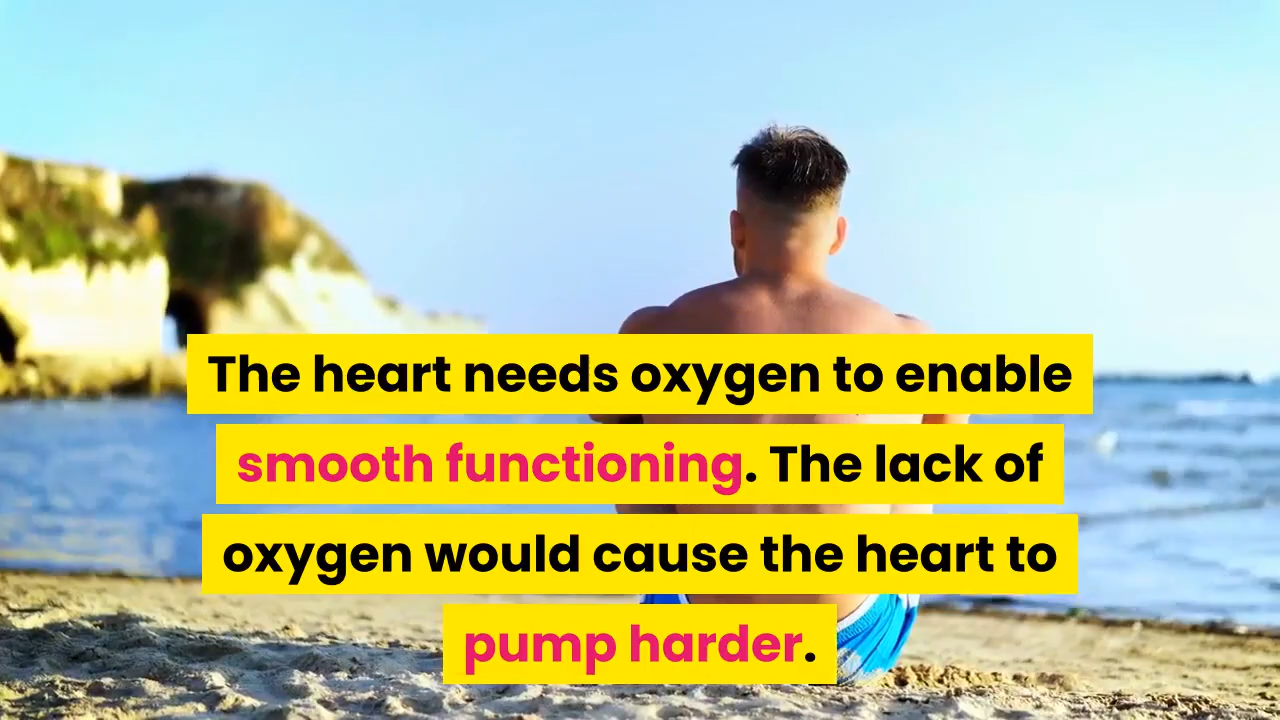 The heart needs oxygen to enable
smooth functioning. The lack of
oxygen would cause the heart to
pump harder.